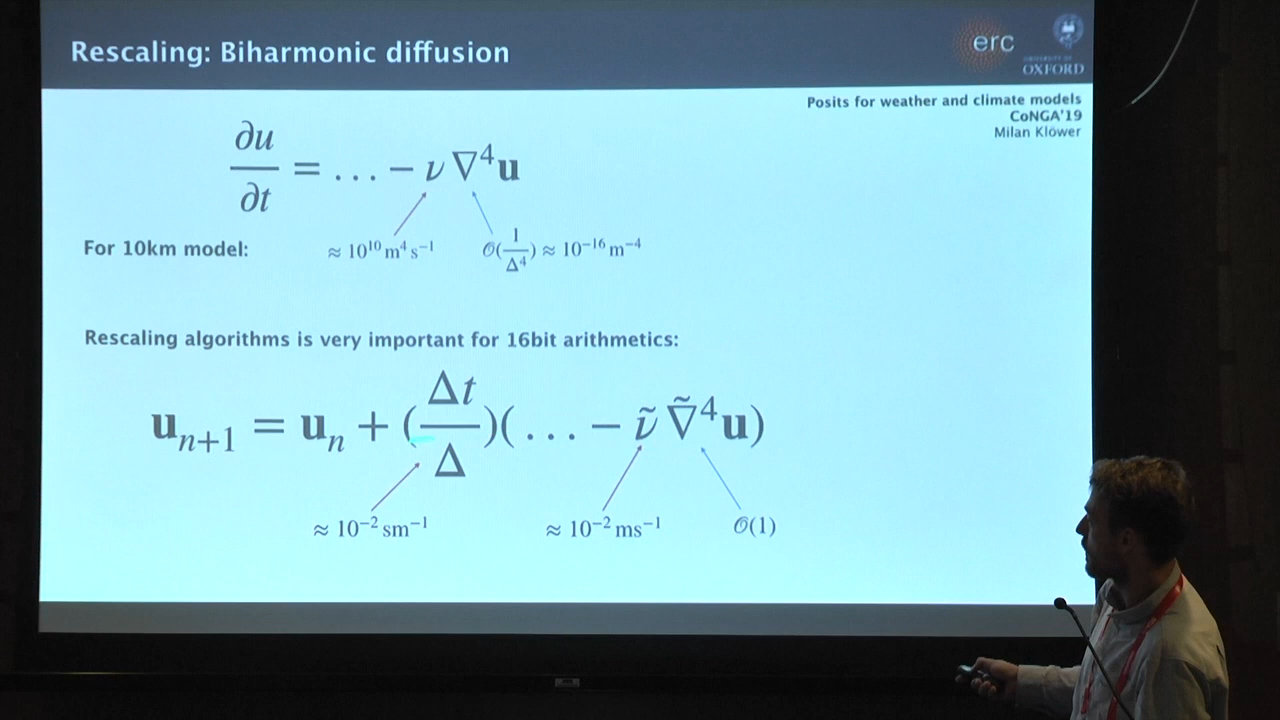 Rescaling: Biharmonic diffusion
erc
UNIVERSITY OF
OXFORD
Posits for weather and climate models
CoNGA'19
Milan Klöwer
∂u/∂t = … − ν ∇⁴𝐮
For 10km model:
≈ 10¹⁰ m⁴ s⁻¹
𝒪(1/Δ⁴) ≈ 10⁻¹⁶ m⁻⁴
Rescaling algorithms is very important for 16bit arithmetics:
𝐮ₙ₊₁ = 𝐮ₙ + (Δt/Δ)(… − ν̃ ∇̃⁴𝐮)
≈ 10⁻² sm⁻¹
≈ 10⁻² ms⁻¹
𝒪(1)